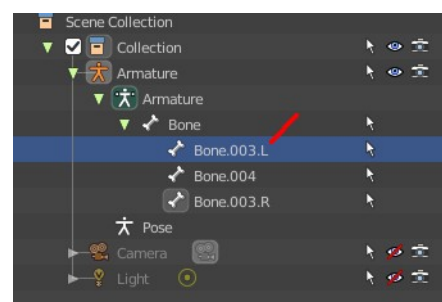 Scene Collection
Collection
Armature
Armature
Bone
Bone.003.L
Bone.004
Bone.003.R
Pose
Camera
Light